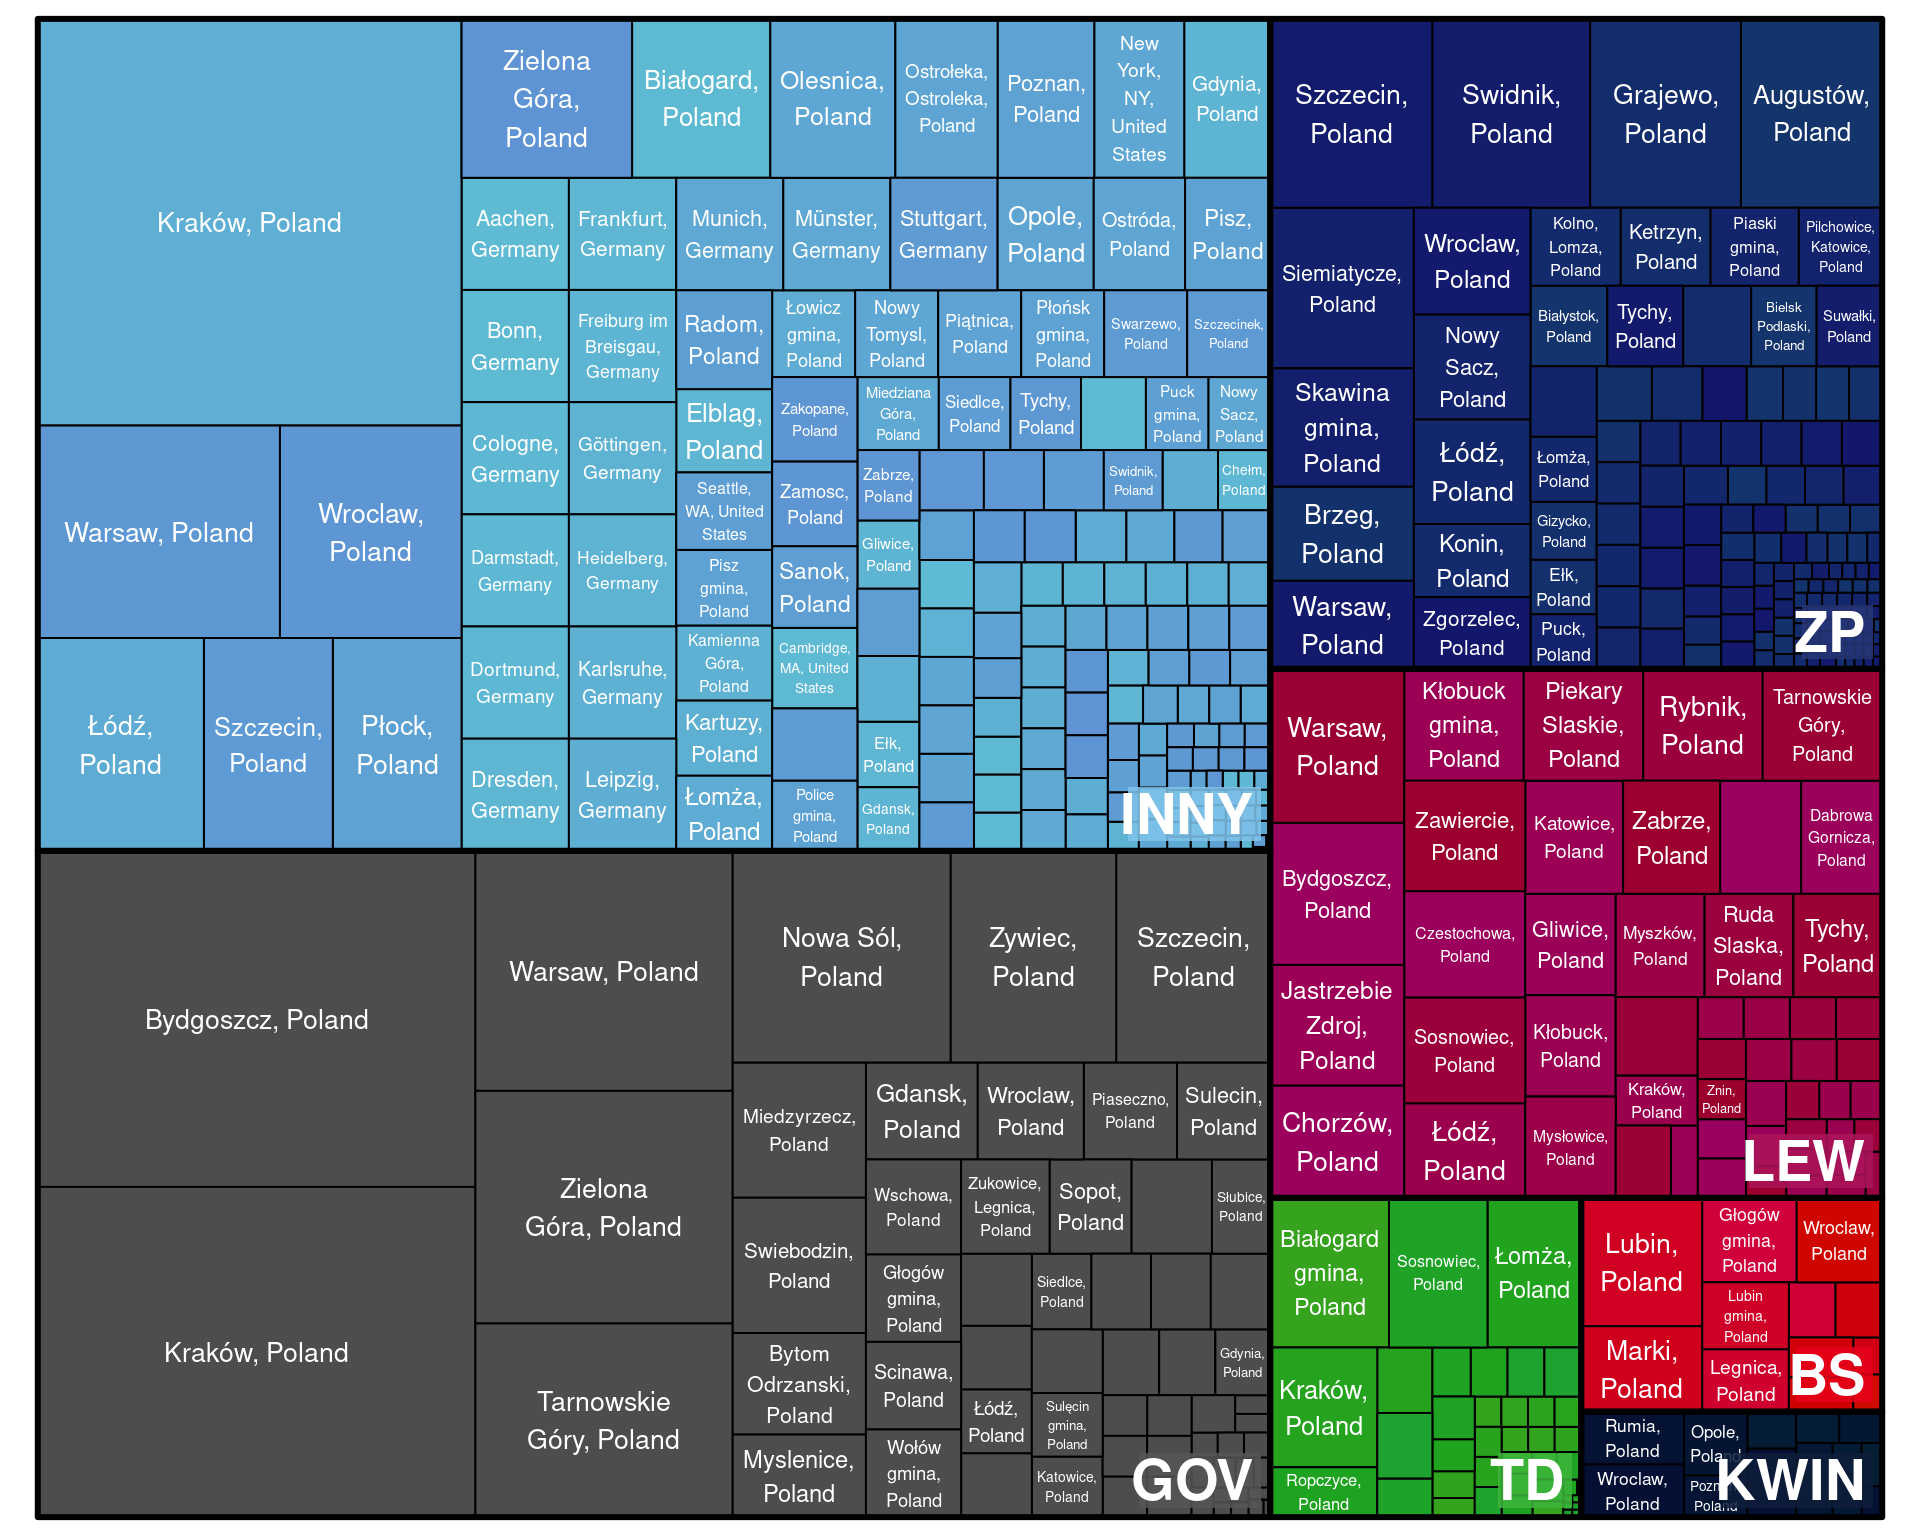 Kraków, Poland
Warsaw, Poland
Wroclaw,
Poland
Łódź,
Poland
Szczecin,
Poland
Płock,
Poland
Zielona
Góra,
Poland
Białogard,
Poland
Olesnica,
Poland
Ostrołeka,
Ostroleka,
Poland
Poznan,
Poland
New
York,
NY,
United
States
Gdynia,
Poland
Aachen,
Germany
Frankfurt,
Germany
Munich,
Germany
Münster,
Germany
Stuttgart,
Germany
Opole,
Poland
Ostróda,
Poland
Pisz,
Poland
Bonn,
Germany
Freiburg im
Breisgau,
Germany
Cologne,
Germany
Göttingen,
Germany
Darmstadt,
Germany
Heidelberg,
Germany
Dortmund,
Germany
Karlsruhe,
Germany
Dresden,
Germany
Leipzig,
Germany
Radom,
Poland
Elblag,
Poland
Seattle,
WA, United
States
Pisz
gmina,
Poland
Kamienna
Góra,
Poland
Kartuzy,
Poland
Łomża,
Poland
Łowicz
gmina,
Poland
Nowy
Tomysl,
Poland
Piątnica,
Poland
Płońsk
gmina,
Poland
Swarzewo,
Poland
Szczecinek,
Poland
Zakopane,
Poland
Zamosc,
Poland
Sanok,
Poland
Cambridge,
MA, United
States
Police
gmina,
Poland
Miedziana
Góra,
Poland
Siedlce,
Poland
Tychy,
Poland
Puck
gmina,
Poland
Nowy
Sacz,
Poland
Zabrze,
Poland
Swidnik,
Poland
Chełm,
Poland
Gliwice,
Poland
Ełk,
Poland
Gdansk,
Poland
INNY
Szczecin,
Poland
Swidnik,
Poland
Grajewo,
Poland
Augustów,
Poland
Siemiatycze,
Poland
Skawina
gmina,
Poland
Brzeg,
Poland
Warsaw,
Poland
Wroclaw,
Poland
Nowy
Sacz,
Poland
Łódź,
Poland
Konin,
Poland
Zgorzelec,
Poland
Kolno,
Lomza,
Poland
Ketrzyn,
Poland
Piaski
gmina,
Poland
Pilchowice,
Katowice,
Poland
Białystok,
Poland
Tychy,
Poland
Bielsk
Podlaski,
Poland
Suwałki,
Poland
Łomża,
Poland
Gizycko,
Poland
Ełk,
Poland
Puck,
Poland
ZP
Warsaw,
Poland
Bydgoszcz,
Poland
Jastrzebie
Zdroj,
Poland
Chorzów,
Poland
Kłobuck
gmina,
Poland
Piekary
Slaskie,
Poland
Rybnik,
Poland
Tarnowskie
Góry,
Poland
Zawiercie,
Poland
Katowice,
Poland
Zabrze,
Poland
Dabrowa
Gornicza,
Poland
Czestochowa,
Poland
Gliwice,
Poland
Myszków,
Poland
Ruda
Slaska,
Poland
Tychy,
Poland
Sosnowiec,
Poland
Kłobuck,
Poland
Łódź,
Poland
Mysłowice,
Poland
Kraków,
Poland
Znin,
Poland
LEW
Bydgoszcz, Poland
Kraków, Poland
Warsaw, Poland
Zielona
Góra, Poland
Tarnowskie
Góry, Poland
Nowa Sól,
Poland
Zywiec,
Poland
Szczecin,
Poland
Miedzyrzecz,
Poland
Swiebodzin,
Poland
Bytom
Odrzanski,
Poland
Myslenice,
Poland
Gdansk,
Poland
Wroclaw,
Poland
Piaseczno,
Poland
Sulecin,
Poland
Wschowa,
Poland
Głogów
gmina,
Poland
Scinawa,
Poland
Wołów
gmina,
Poland
Zukowice,
Legnica,
Poland
Sopot,
Poland
Słubice,
Poland
Siedlce,
Poland
Gdynia,
Poland
Łódź,
Poland
Sulęcin
gmina,
Poland
Katowice,
Poland
GOV
Białogard
gmina,
Poland
Sosnowiec,
Poland
Łomża,
Poland
Kraków,
Poland
Ropczyce,
Poland
TD
Lubin,
Poland
Marki,
Poland
Głogów
gmina,
Poland
Wroclaw,
Poland
Lubin
gmina,
Poland
Legnica,
Poland
BS
Rumia,
Poland
Wroclaw,
Poland
Opole,
Poland
Poland
KWIN